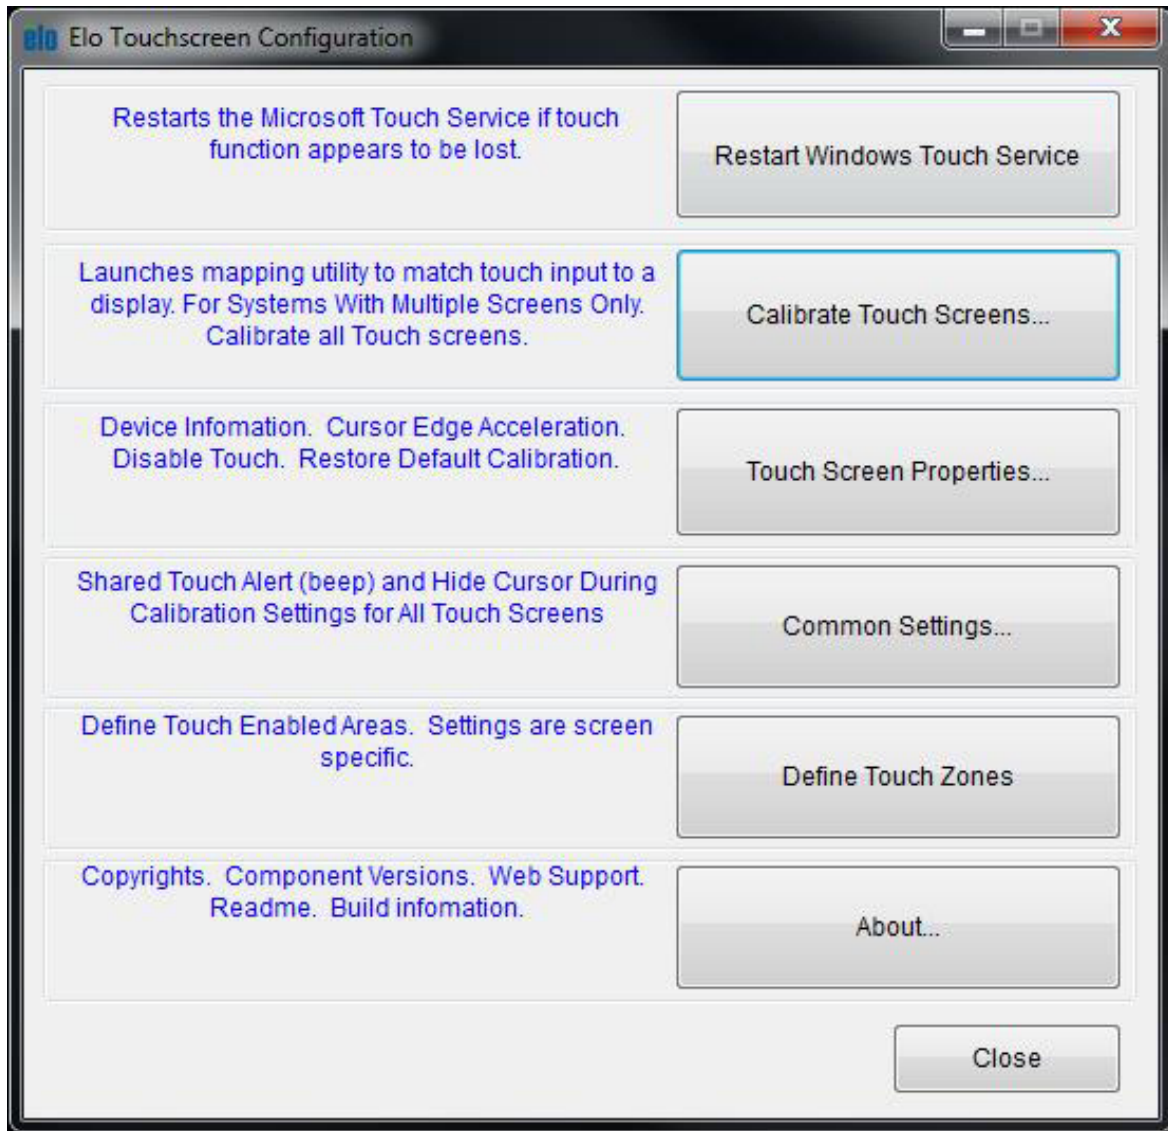 elo Elo Touchscreen Configuration
Restarts the Microsoft Touch Service if touch
function appears to be lost.
Restart Windows Touch Service
Launches mapping utility to match touch input to a
display. For Systems With Multiple Screens Only.
Calibrate all Touch screens.
Calibrate Touch Screens...
Device Infomation.  Cursor Edge Acceleration.
Disable Touch.  Restore Default Calibration.
Touch Screen Properties...
Shared Touch Alert (beep) and Hide Cursor During
Calibration Settings for All Touch Screens
Common Settings...
Define Touch Enabled Areas.  Settings are screen
specific.
Define Touch Zones
Copyrights.  Component Versions.  Web Support.
Readme.  Build infomation.
About...
Close